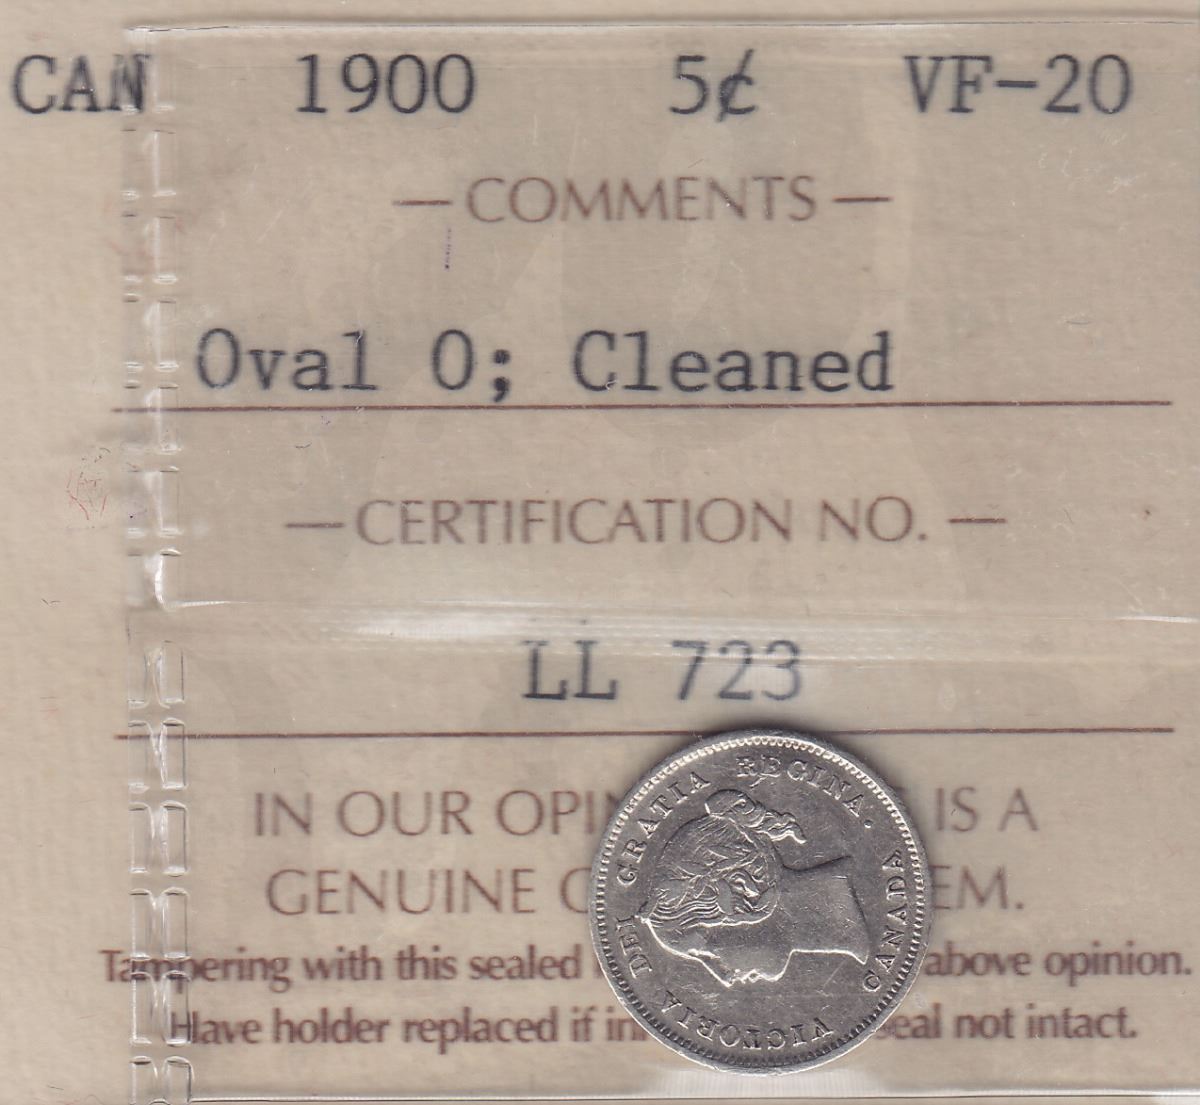 CAN 1900 5¢ VF-20
— COMMENTS —
Oval 0; Cleaned
— CERTIFICATION NO. —
LL 723
IN OUR OPI IS A
GENUINE EM.
Tampering with this sealed above opinion.
Have holder replaced if seal not intact.
VICTORIA DEI GRATIA REGINA. CANADA